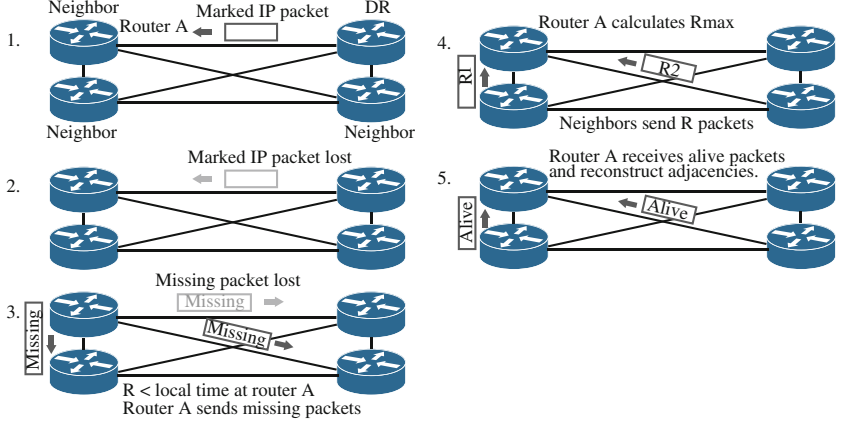 1.
Neighbor
Router A
Marked IP packet
DR
Neighbor
Neighbor
2.
Marked IP packet lost
3.
Missing packet lost
Missing
Missing
Missing
R < local time at router A
Router A sends missing packets
4.
Router A calculates Rmax
R1
R2
Neighbors send R packets
5.
Router A receives alive packets
and reconstruct adjacencies.
Alive
Alive